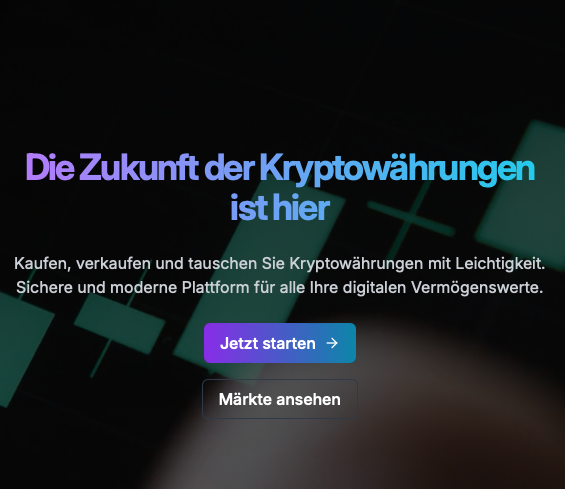 Die Zukunft der Kryptowährungen
ist hier
Kaufen, verkaufen und tauschen Sie Kryptowährungen mit Leichtigkeit.
Sichere und moderne Plattform für alle Ihre digitalen Vermögenswerte.
Jetzt starten
Märkte ansehen